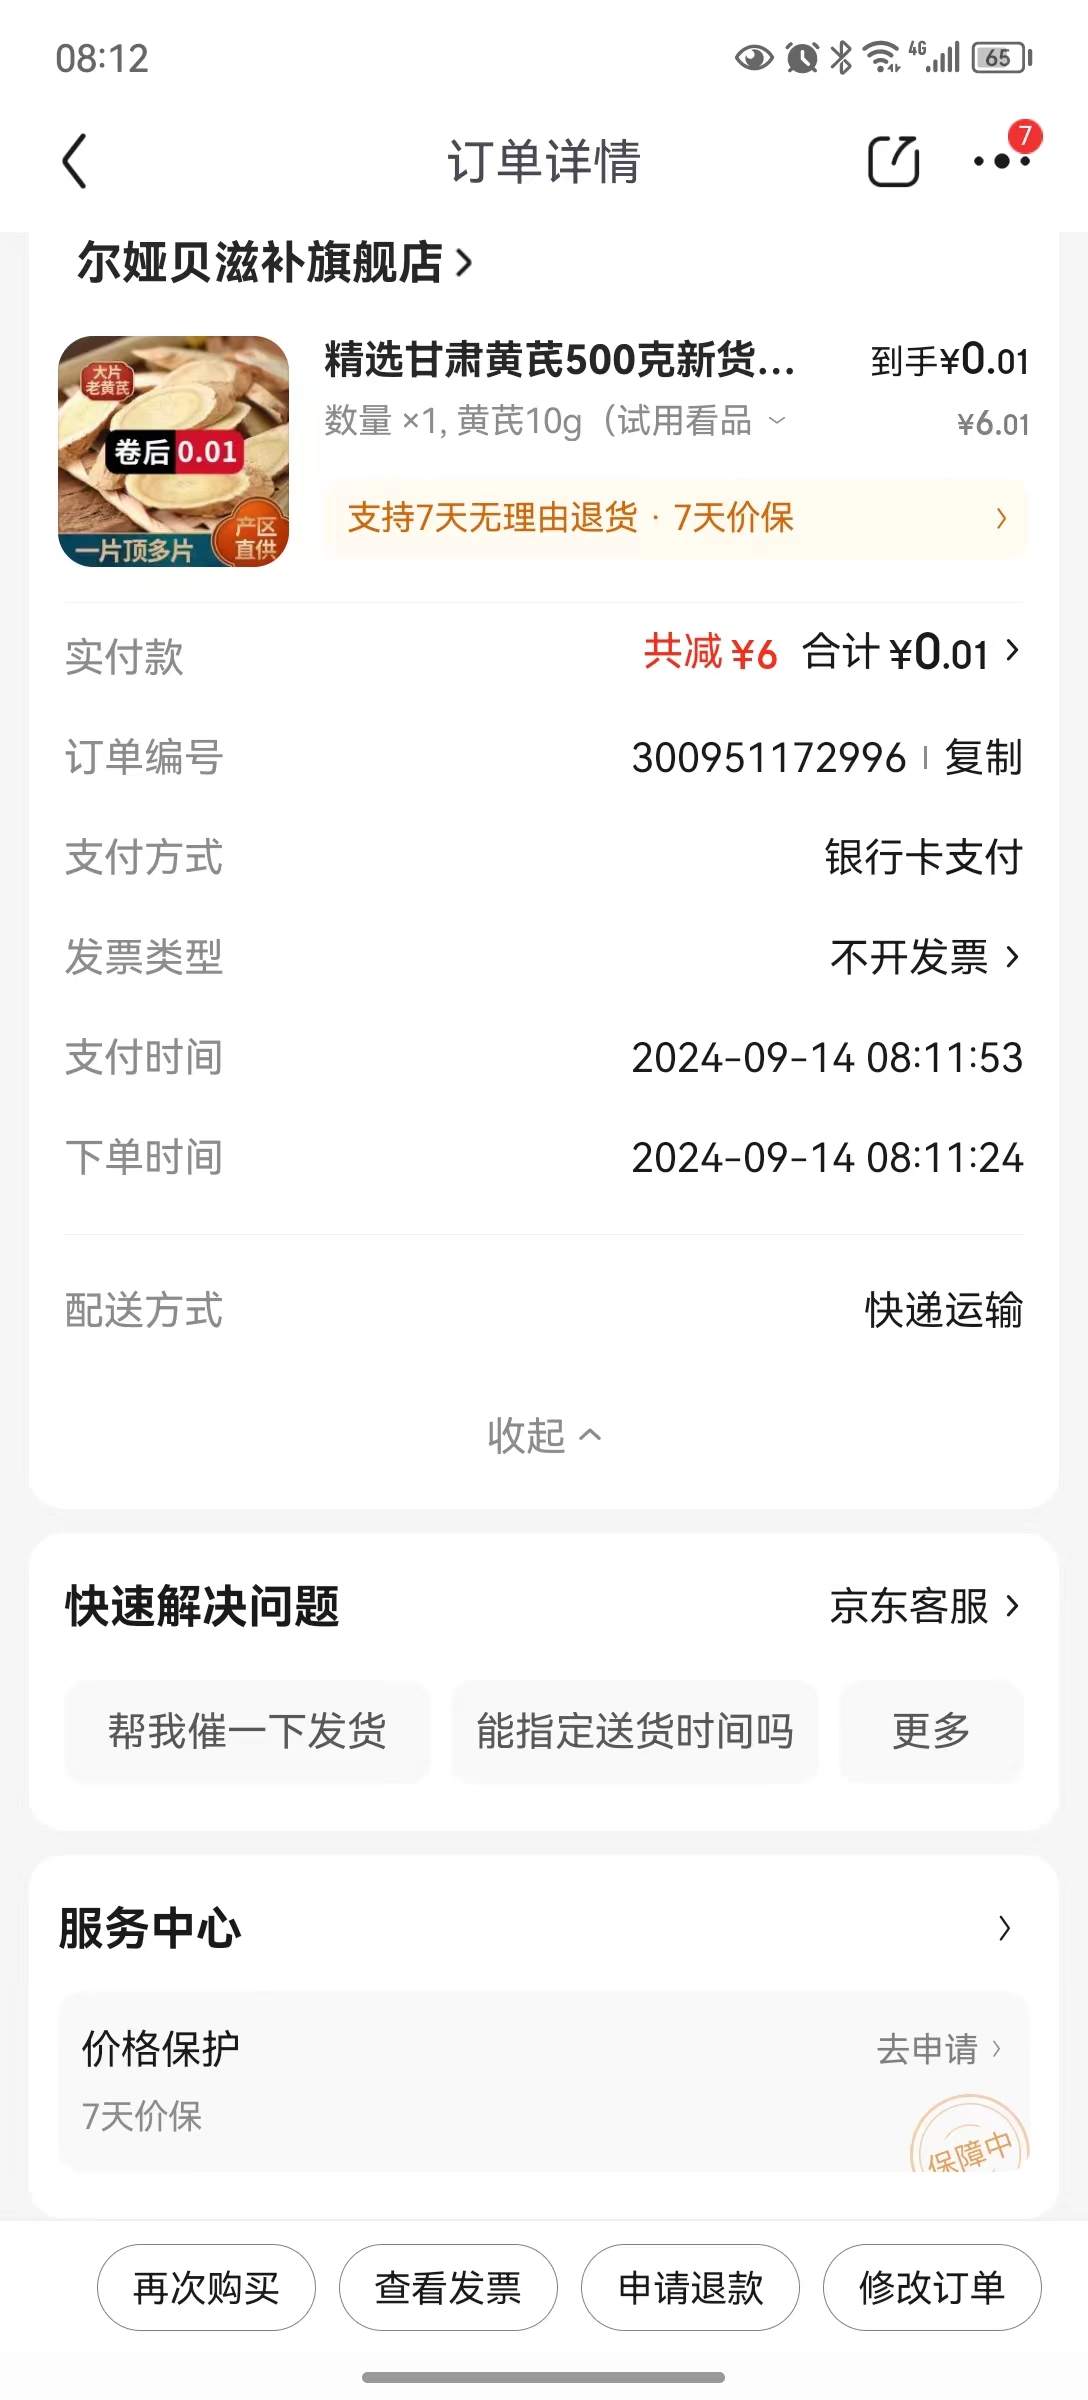 08:12
4G
65
订单详情
7
尔娅贝滋补旗舰店
大片
老黄芪
卷后 0.01
产区
直供
一片顶多片
精选甘肃黄芪500克新货...
到手¥0.01
数量 ×1, 黄芪10g（试用看品
¥6.01
支持7天无理由退货 · 7天价保
实付款
共减 ¥6 合计 ¥0.01
订单编号
300951172996 | 复制
支付方式
银行卡支付
发票类型
不开发票
支付时间
2024-09-14 08:11:53
下单时间
2024-09-14 08:11:24
配送方式
快递运输
收起
快速解决问题
京东客服
帮我催一下发货
能指定送货时间吗
更多
服务中心
价格保护
去申请
7天价保
保障中
再次购买
查看发票
申请退款
修改订单